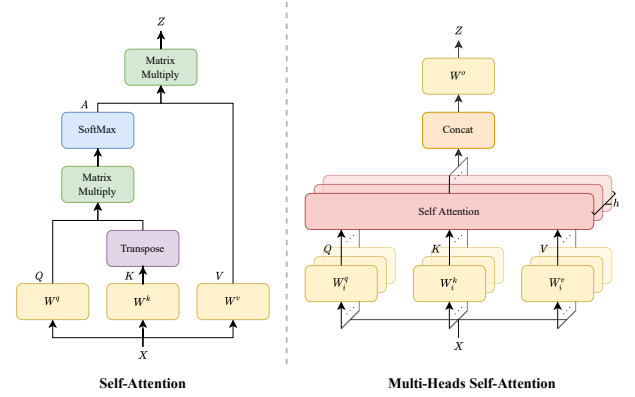 Z
Matrix
Multiply
A
SoftMax
Matrix
Multiply
Transpose
Q
K
V
W^q
W^k
W^v
X
Self-Attention
Z
W^o
Concat
Self Attention
h
Q
K
V
W_i^q
W_i^k
W_i^v
X
Multi-Heads Self-Attention